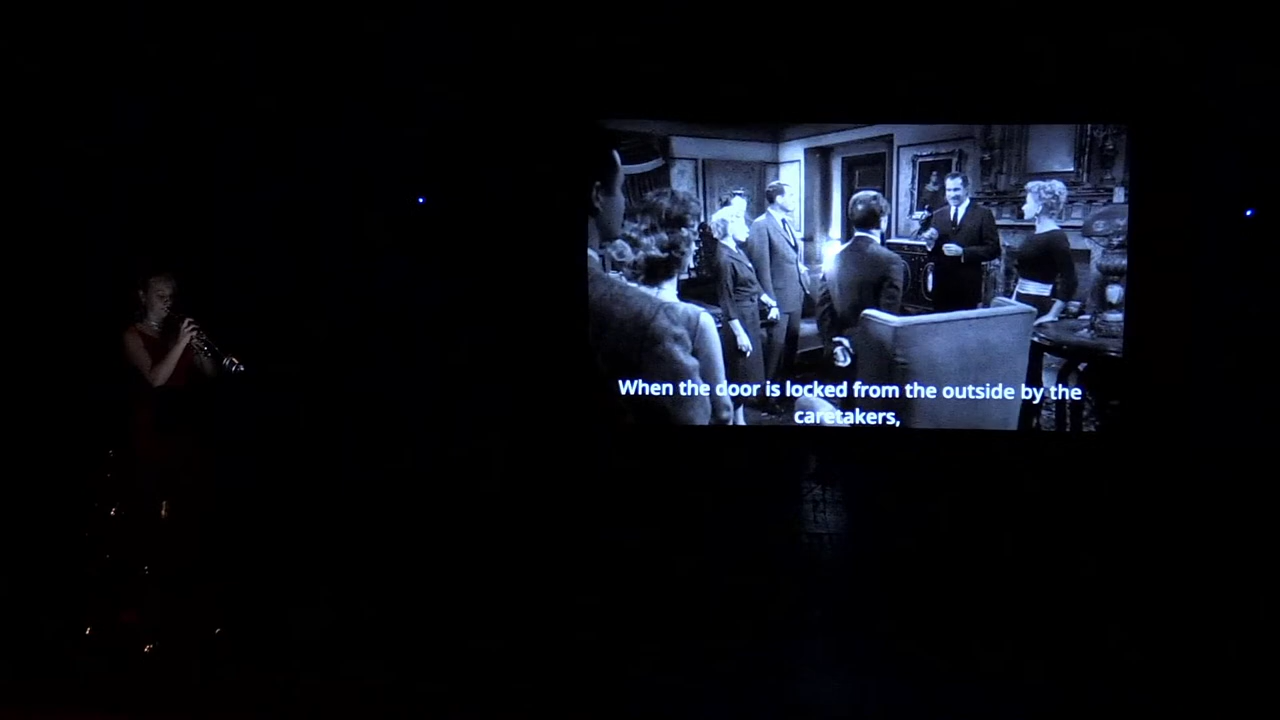 When the door is locked from the outside by the
caretakers,